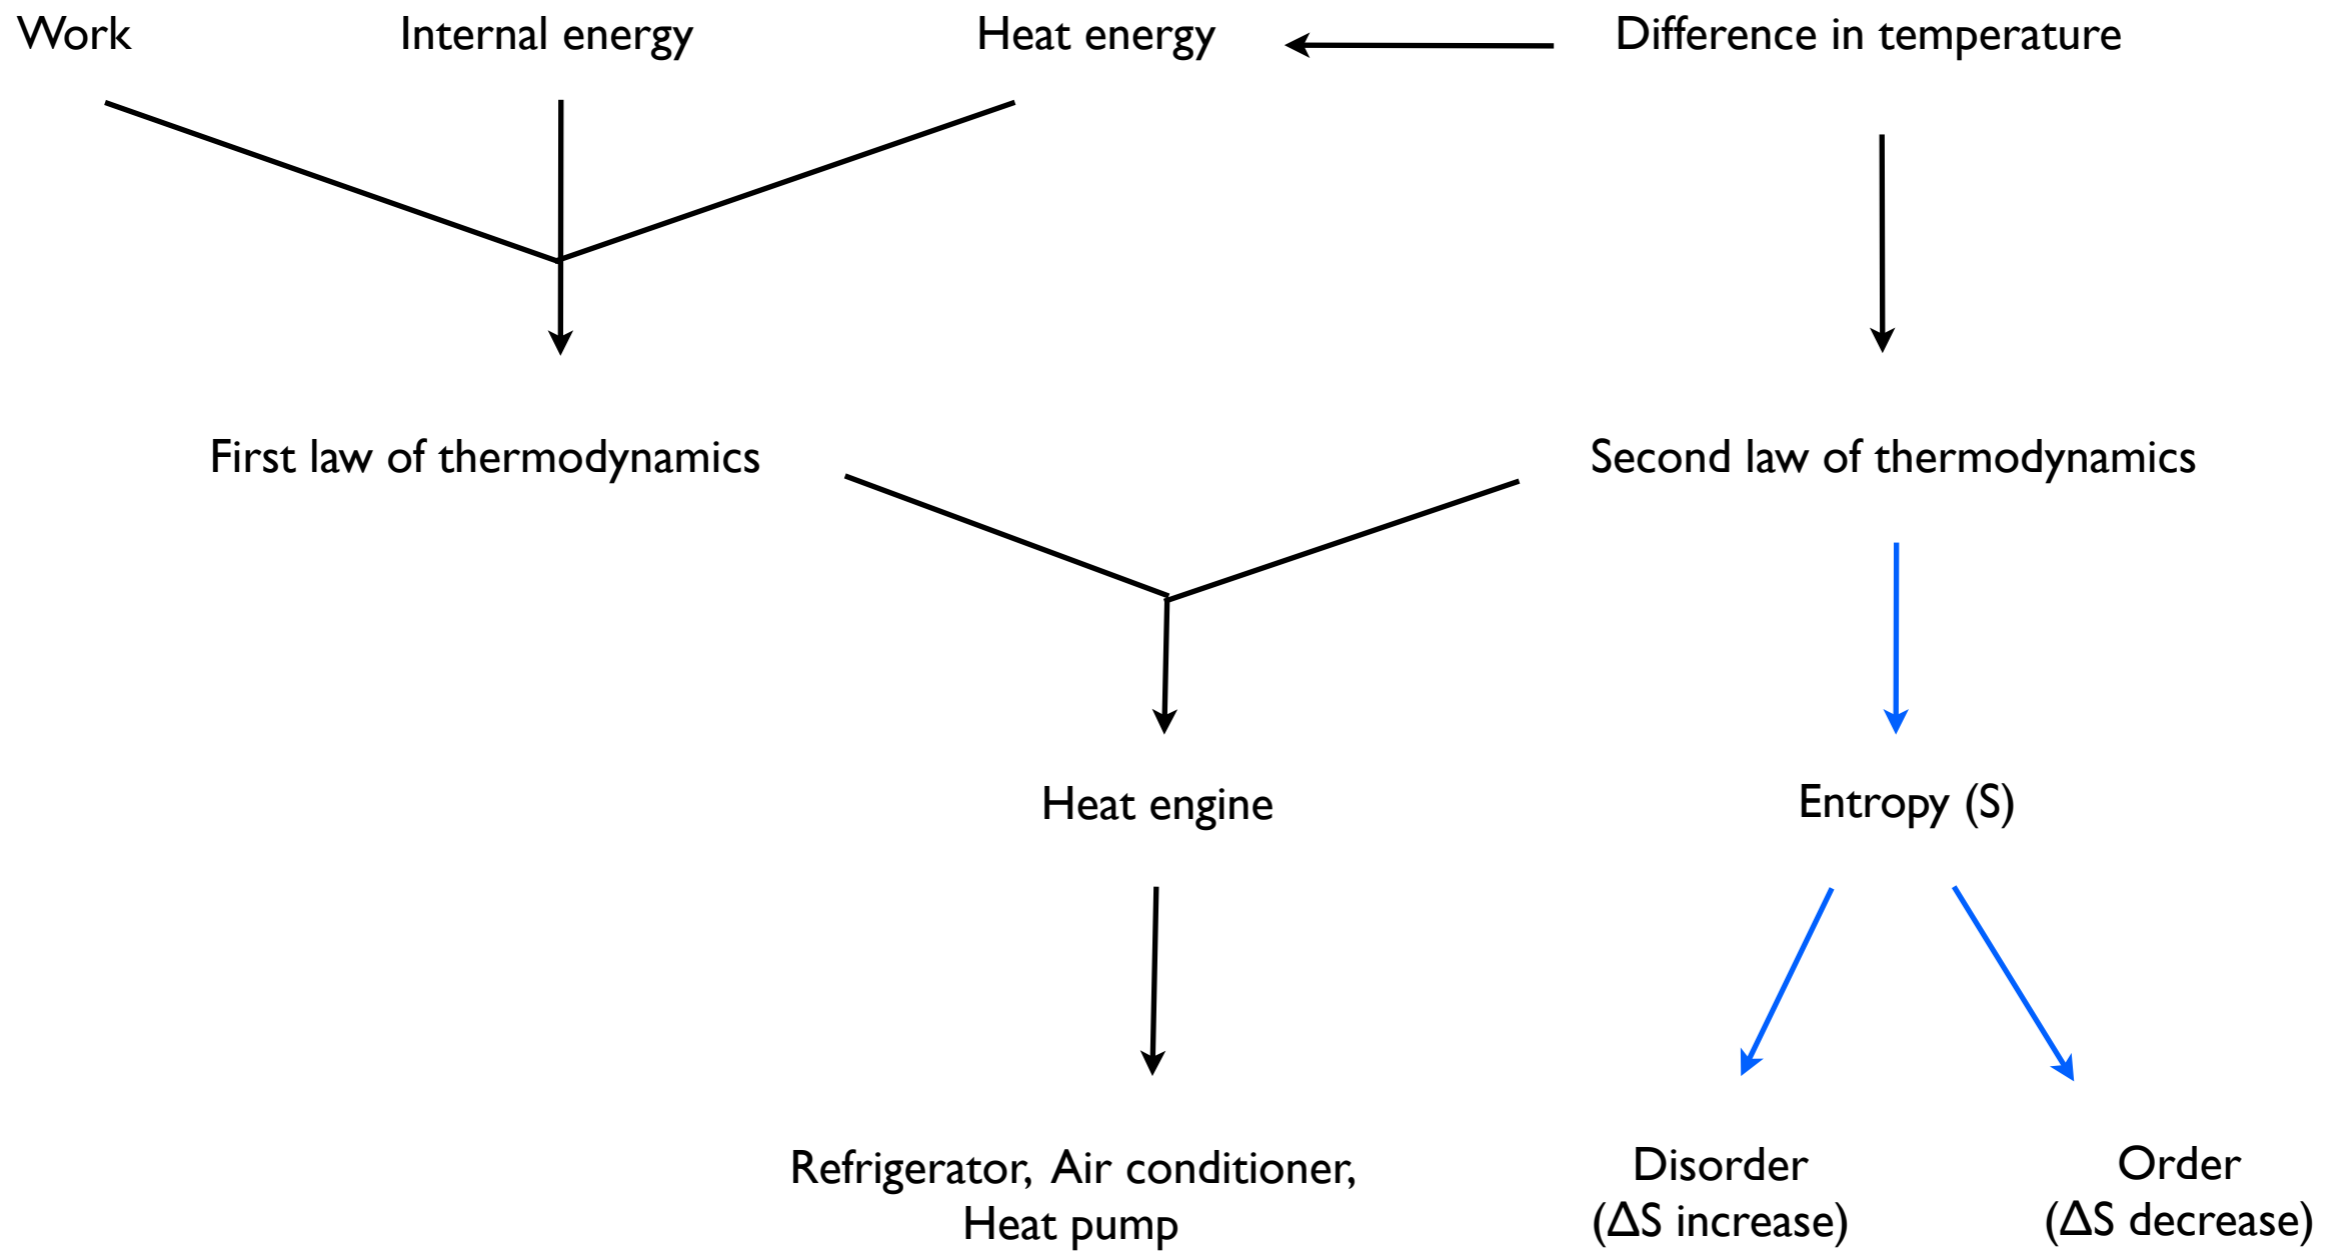 Work
Internal energy
Heat energy
Difference in temperature
First law of thermodynamics
Second law of thermodynamics
Heat engine
Entropy (S)
Refrigerator, Air conditioner,
Heat pump
Disorder
(ΔS increase)
Order
(ΔS decrease)